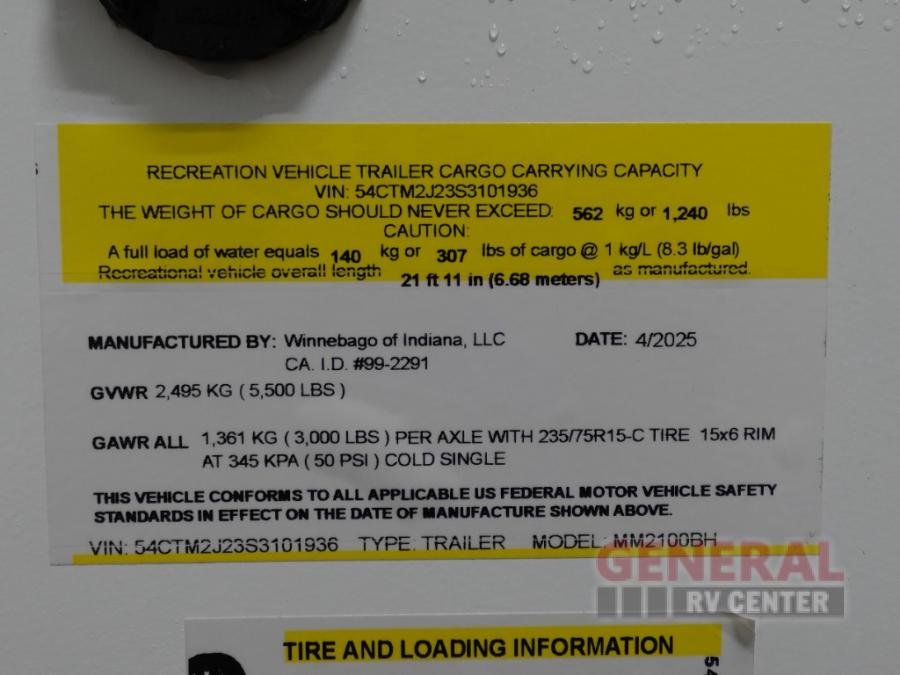 RECREATION VEHICLE TRAILER CARGO CARRYING CAPACITY
VIN: 54CTM2J23S3101936
THE WEIGHT OF CARGO SHOULD NEVER EXCEED: 562 kg or 1,240 lbs
CAUTION:
A full load of water equals 140 kg or 307 lbs of cargo @ 1 kg/L (8.3 lb/gal)
Recreational vehicle overall length 21 ft 11 in (6.68 meters) as manufactured.
MANUFACTURED BY: Winnebago of Indiana, LLC DATE: 4/2025
CA. I.D. #99-2291
GVWR 2,495 KG ( 5,500 LBS )
GAWR ALL 1,361 KG ( 3,000 LBS ) PER AXLE WITH 235/75R15-C TIRE 15x6 RIM
AT 345 KPA ( 50 PSI ) COLD SINGLE
THIS VEHICLE CONFORMS TO ALL APPLICABLE US FEDERAL MOTOR VEHICLE SAFETY
STANDARDS IN EFFECT ON THE DATE OF MANUFACTURE SHOWN ABOVE.
VIN: 54CTM2J23S3101936 TYPE: TRAILER MODEL: MM2100BH
GENERAL
RV CENTER
TIRE AND LOADING INFORMATION
54